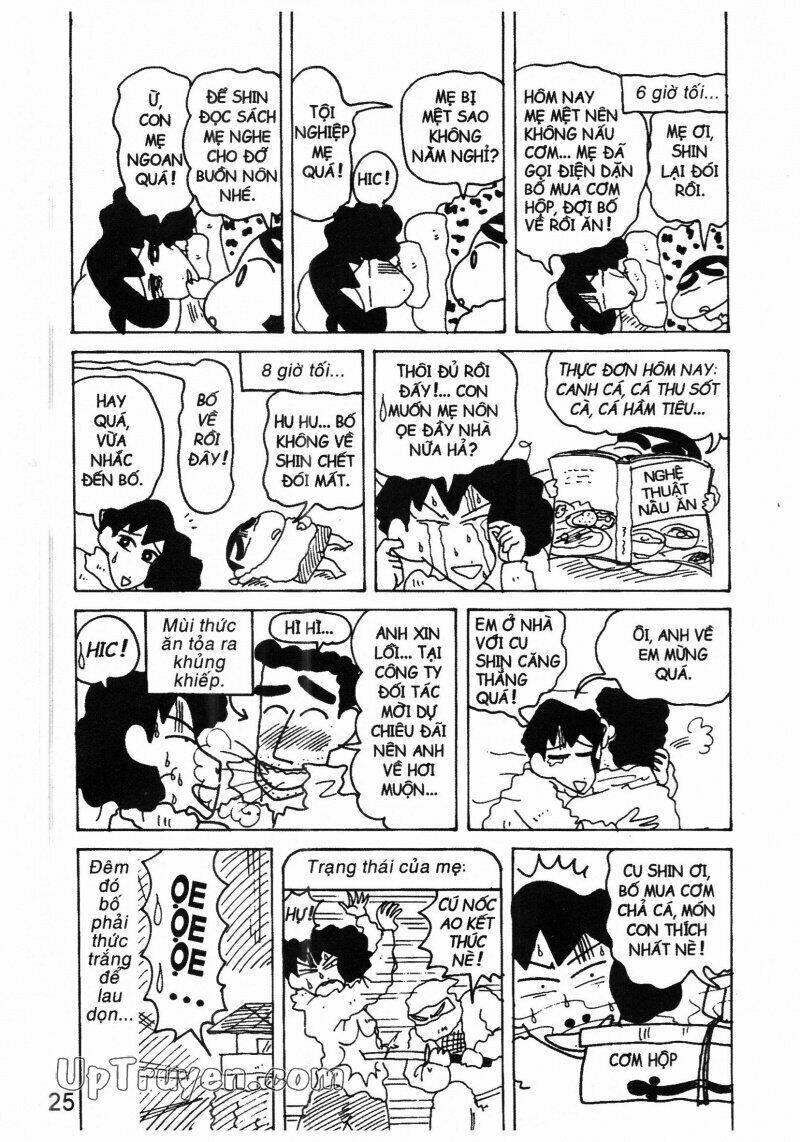 6 giờ tối...
MẸ ƠI,
SHIN
LẠI ĐÓI
RỒI.
HÔM NAY
MẸ MỆT NÊN
KHÔNG NẤU
CƠM... MẸ ĐÃ
GỌI ĐIỆN DẶN
BỐ MUA CƠM
HỘP, ĐỢI BỐ
VỀ RỒI ĂN!
MẸ BỊ
MỆT SAO
KHÔNG
NẰM NGHỈ?
TỘI
NGHIỆP
MẸ
QUÁ!
HIC!
ĐỂ SHIN
ĐỌC SÁCH
MẸ NGHE
CHO ĐỠ
BUỒN NÔN
NHÉ.
Ừ,
CON
MẸ
NGOAN
QUÁ!
THỰC ĐƠN HÔM NAY:
CANH CÁ, CÁ THU SỐT
CÀ, CÁ HẦM TIÊU...
NGHỆ
THUẬT
NẤU ĂN
THÔI ĐỦ RỒI
ĐẤY!... CON
MUỐN MẸ NÔN
ỌE ĐẦY NHÀ
NỮA HẢ?
8 giờ tối...
HU HU... BỐ
KHÔNG VỀ
SHIN CHẾT
ĐÓI MẤT.
BỐ
VỀ
RỒI
ĐÂY!
HAY
QUÁ,
VỪA
NHẮC
ĐẾN BỐ.
ÔI, ANH VỀ
EM MỪNG
QUÁ.
EM Ở NHÀ
VỚI CU
SHIN CĂNG
THẲNG
QUÁ!
ANH XIN
LỖI... TẠI
CÔNG TY
ĐỐI TÁC
MỜI DỰ
CHIÊU ĐÃI
NÊN ANH
VỀ HƠI
MUỘN...
HÌ HÌ...
Mùi thức
ăn tỏa ra
khủng
khiếp.
HIC!
CU SHIN ƠI,
BỐ MUA CƠM
CHẢ CÁ, MÓN
CON THÍCH
NHẤT NÈ!
CƠM HỘP
Trạng thái của mẹ:
CÚ NỐC
AO KẾT
THÚC
NÈ!
HỰ!
Đêm
đó
bố
phải
thức
trắng
để
lau
dọn...
ỌE
ỌE
ỌE
...
UpTruyen.com
25